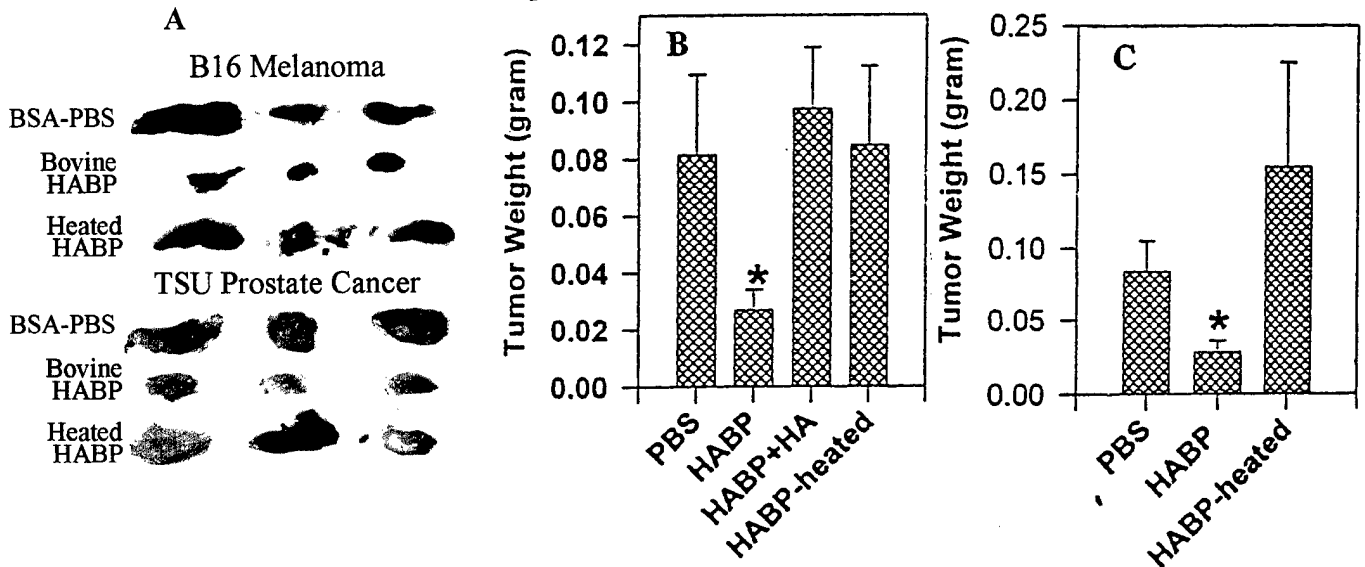 A
B16 Melanoma
BSA-PBS
Bovine
HABP
Heated
HABP
TSU Prostate Cancer
BSA-PBS
Bovine
HABP
Heated
HABP
B
Tumor Weight (gram)
0.12
0.10
0.08
0.06
0.04
0.02
0.00
*
PBS
HABP
HABP+HA
HABP-heated
C
Tumor Weight (gram)
0.25
0.20
0.15
0.10
0.05
0.00
*
PBS
HABP
HABP-heated